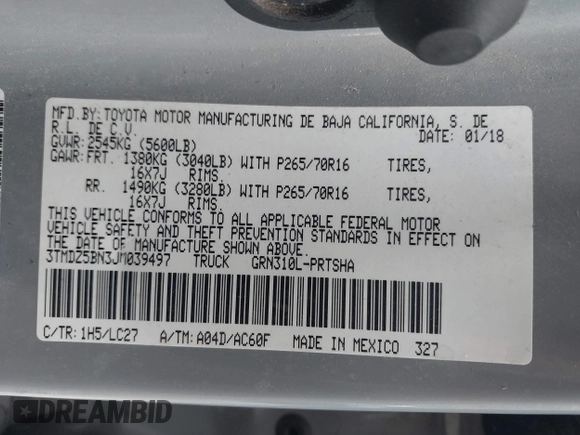 MFD.BY:TOYOTA MOTOR MANUFACTURING DE BAJA CALIFORNIA, S. DE
R.L. DE C.V. DATE: 01/18
GVWR:2545KG (5600LB)
GAWR:FRT. 1380KG (3040LB) WITH P265/70R16 TIRES,
16X7J RIMS.
RR. 1490KG (3280LB) WITH P265/70R16 TIRES,
16X7J RIMS.
THIS VEHICLE CONFORMS TO ALL APPLICABLE FEDERAL MOTOR
VEHICLE SAFETY AND THEFT PREVENTION STANDARDS IN EFFECT ON
THE DATE OF MANUFACTURE SHOWN ABOVE.
3TMDZ5BN3JM039497 TRUCK GRN310L-PRTSHA
C/TR:1H5/LC27 A/TM:A04D/AC60F MADE IN MEXICO 327
DREAMBID